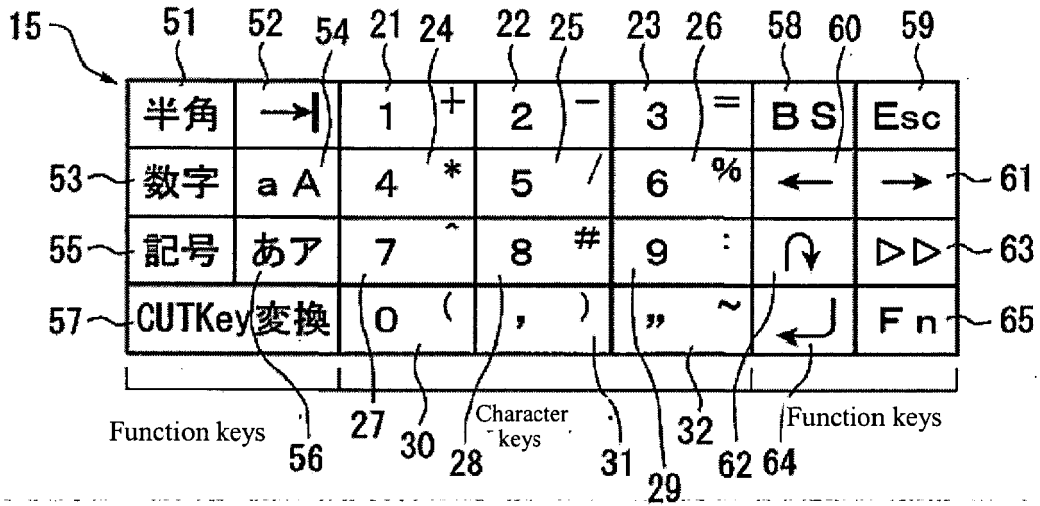 15 51 52 54 21 24 22 25 23 26 58 60 59
半角 →| 1 + 2 − 3 = BS Esc
53 数字 aA 4 * 5 / 6 % ← → 61
55 記号 あア 7 ^ 8 # 9 : ▷▷ 63
57 CUTKey変換 0 ( , ) ,, ~ Fn 65
Function keys 56 27 30 28 Character keys 31 29 32 62 64 Function keys